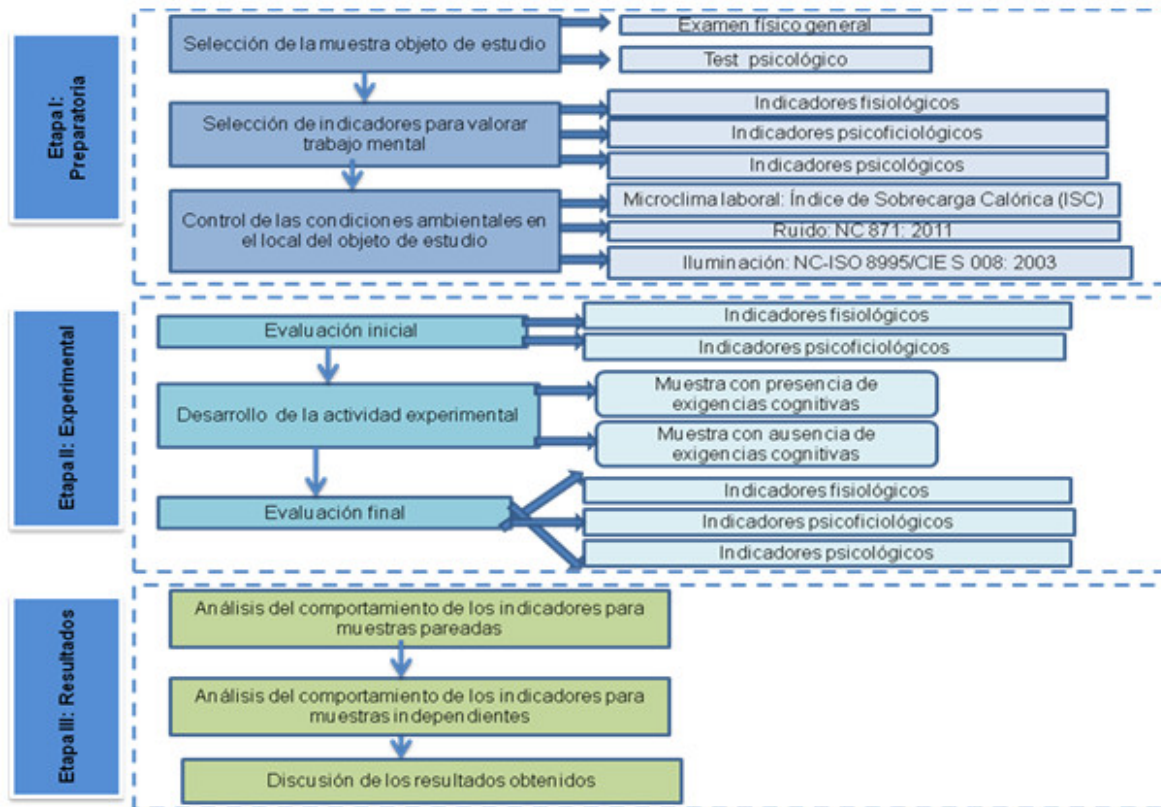 Etapa I:
Preparatoria
Selección de la muestra objeto de estudio
Examen físico general
Test psicológico
Selección de indicadores para valorar
trabajo mental
Indicadores fisiológicos
Indicadores psicoficiológicos
Indicadores psicológicos
Control de las condiciones ambientales en
el local del objeto de estudio
Microclima laboral: Índice de Sobrecarga Calórica (ISC)
Ruido: NC 871: 2011
Iluminación: NC-ISO 8995/CIE S 008: 2003
Etapa II: Experimental
Evaluación inicial
Indicadores fisiológicos
Indicadores psicoficiológicos
Desarrollo de la actividad experimental
Muestra con presencia de
exigencias cognitivas
Muestra con ausencia de
exigencias cognitivas
Evaluación final
Indicadores fisiológicos
Indicadores psicoficiológicos
Indicadores psicológicos
Etapa III: Resultados
Análisis del comportamiento de los indicadores para
muestras pareadas
Análisis del comportamiento de los indicadores para
muestras independientes
Discusión de los resultados obtenidos